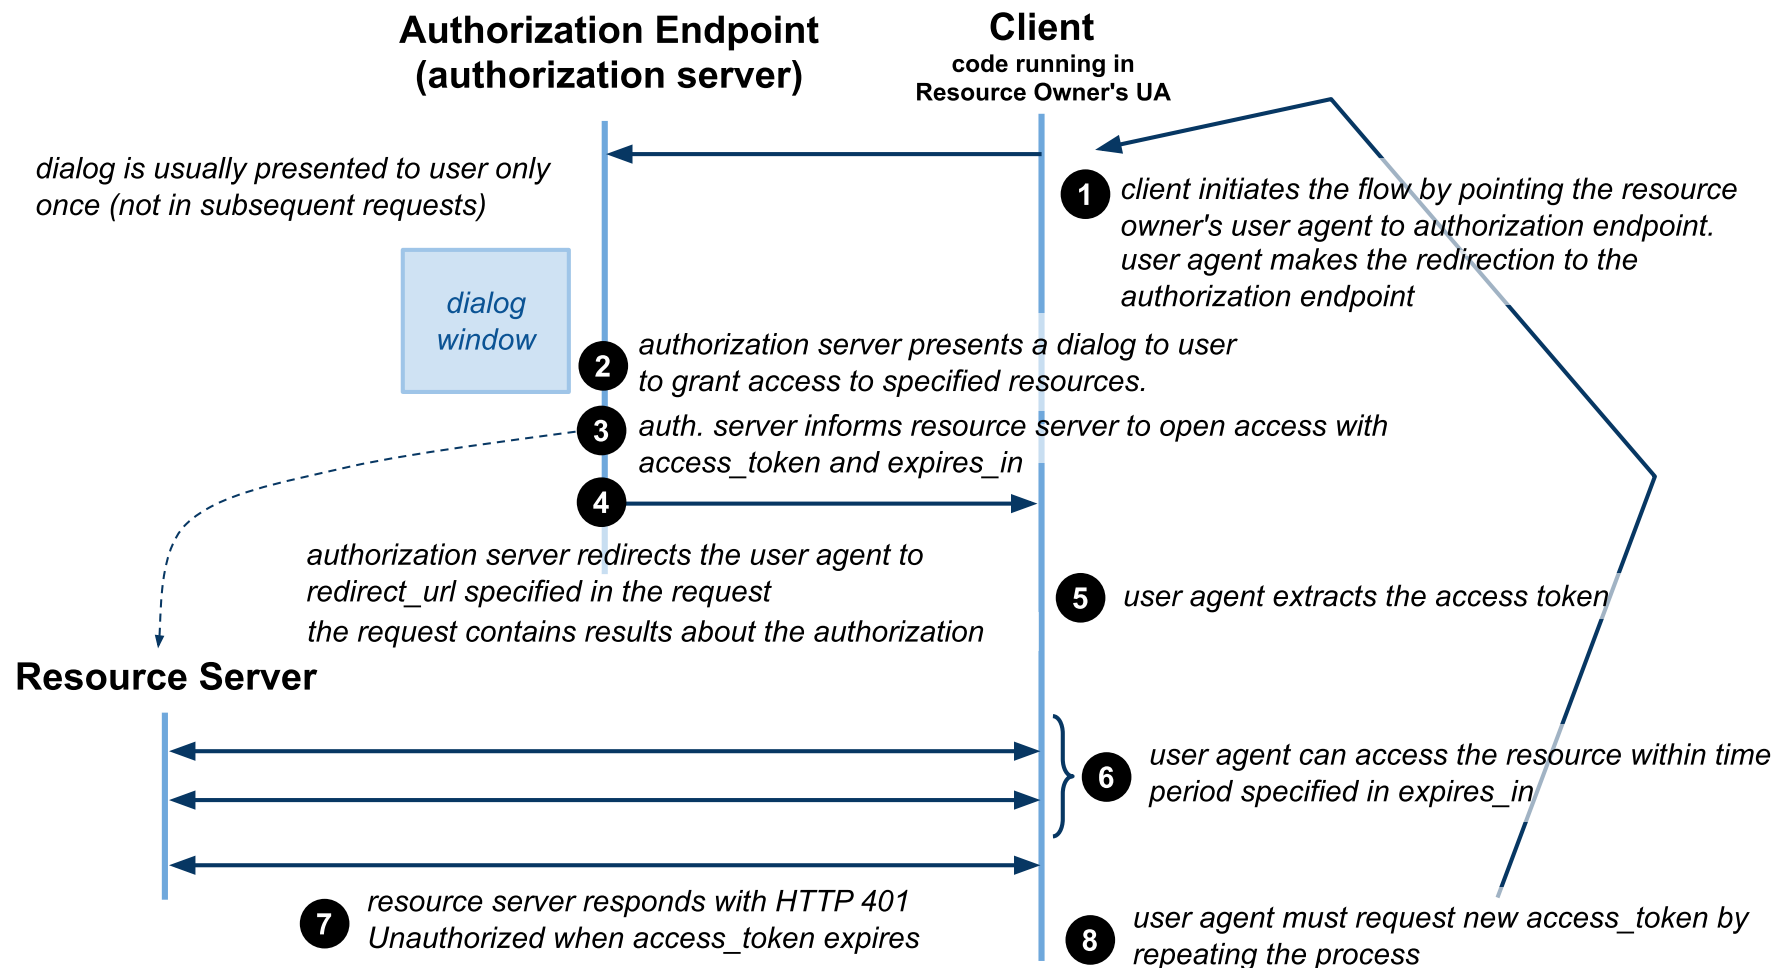 Authorization Endpoint
(authorization server)
Client
code running in
Resource Owner's UA
dialog is usually presented to user only
once (not in subsequent requests)
1
client initiates the flow by pointing the resource
owner's user agent to authorization endpoint.
user agent makes the redirection to the
authorization endpoint
dialog
window
2
authorization server presents a dialog to user
to grant access to specified resources.
3
auth. server informs resource server to open access with
access_token and expires_in
4
authorization server redirects the user agent to
redirect_url specified in the request
the request contains results about the authorization
5
user agent extracts the access token
Resource Server
6
user agent can access the resource within time
period specified in expires_in
7
resource server responds with HTTP 401
Unauthorized when access_token expires
8
user agent must request new access_token by
repeating the process